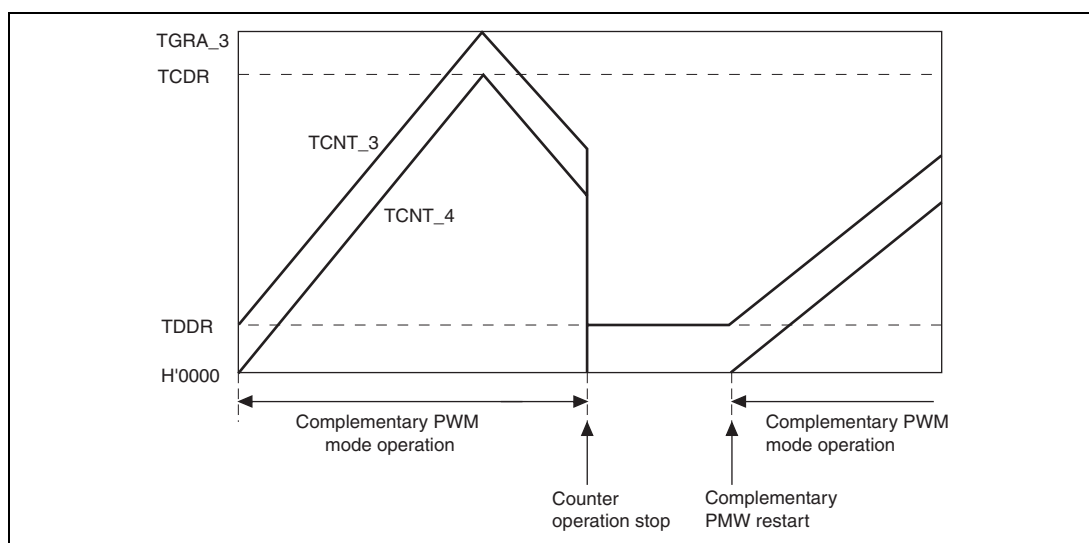 TGRA_3
TCDR
TCNT_3
TCNT_4
TDDR
H'0000
Complementary PWM
mode operation
Complementary PWM
mode operation
Counter
operation stop
Complementary
PMW restart